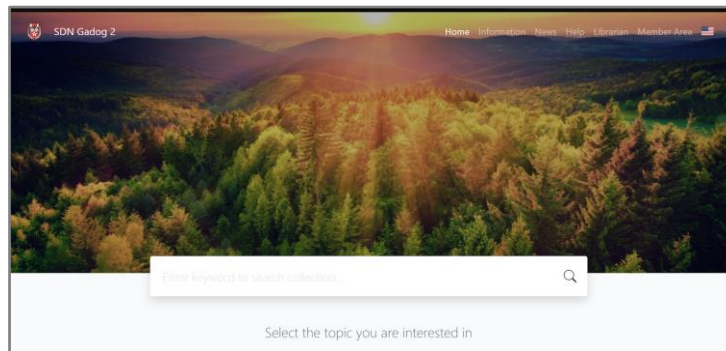 SDN Gadog 2
Home Information News Help Librarian Member Area
Enter keyword to search collection...
Select the topic you are interested in